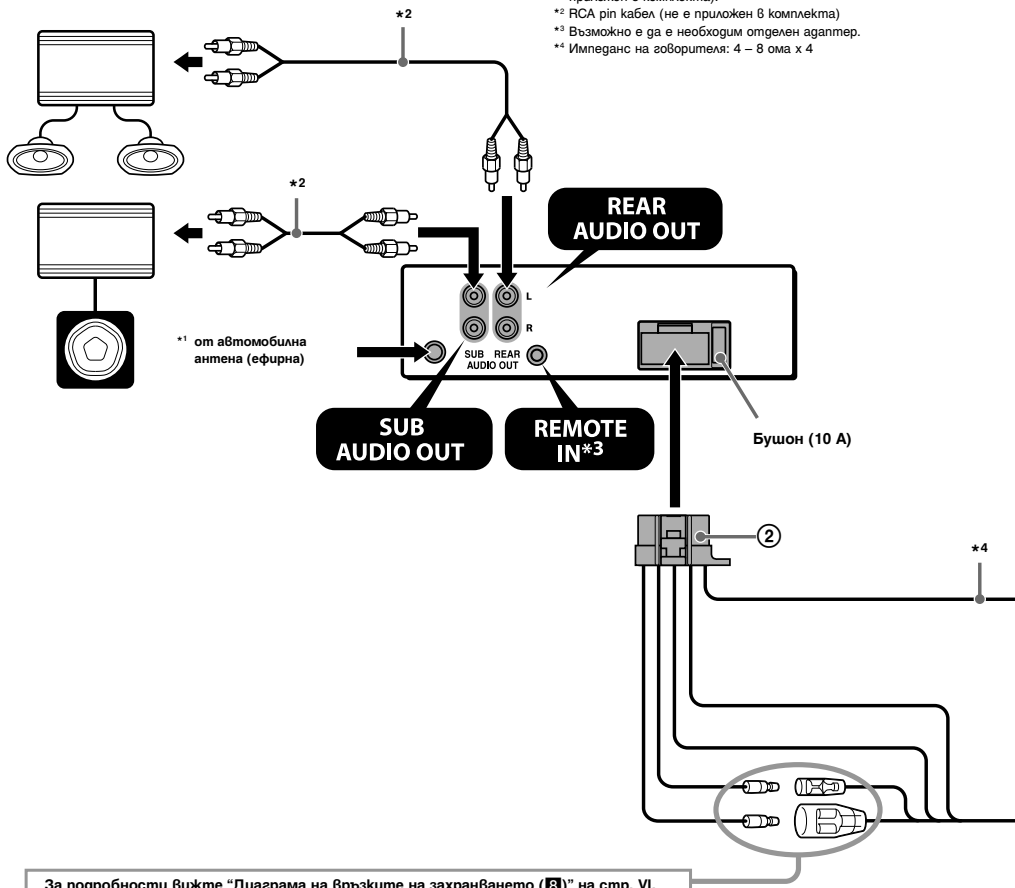 приложен в комплекта).
*2 RCA pin кабел (не е приложен в комплекта)
*3 Възможно е да е необходим отделен адаптер.
*4 Импеданс на говорителя: 4 – 8 ома x 4
*2
*2
REAR
AUDIO OUT
L
R
*1 от автомобилна
антена (ефирна)
SUB REAR
AUDIO OUT
SUB
AUDIO OUT
REMOTE
IN*3
Бушон (10 A)
2
*4
За подробности вижте “Диаграма на връзките на захранването (8)” на стр. VI.